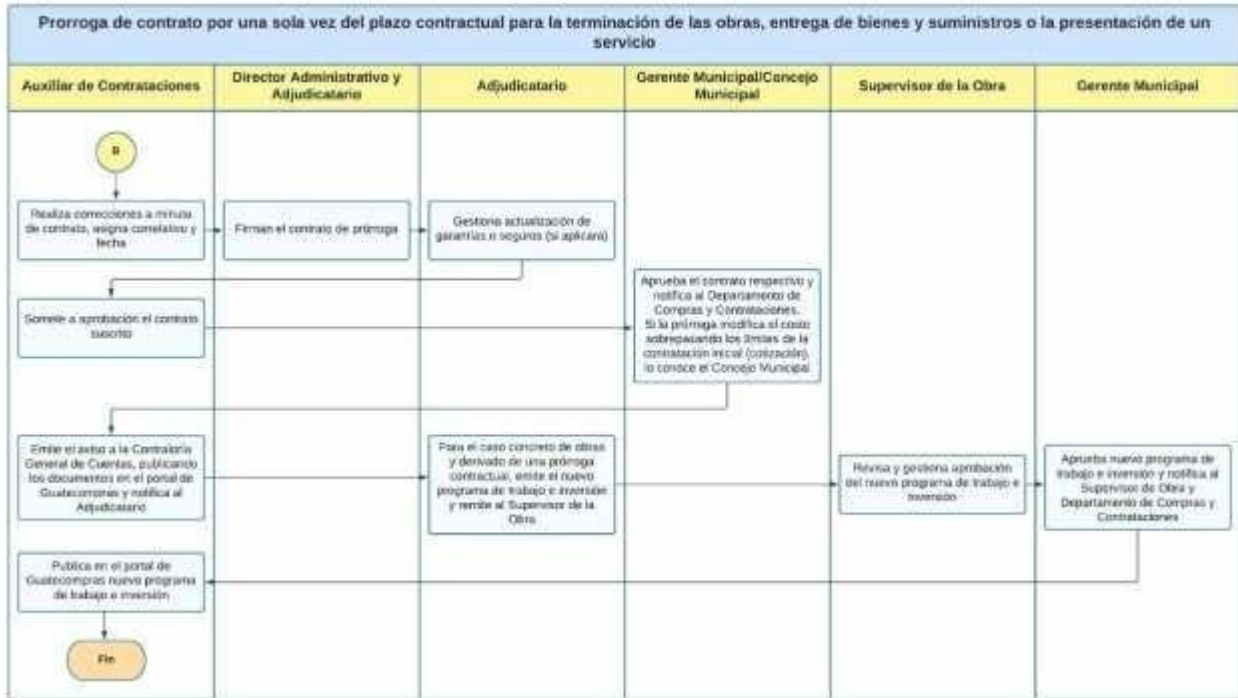 Prorroga de contrato por una sola vez del plazo contractual para la terminación de las obras, entrega de bienes y suministros o la presentación de un
servicio
Auxiliar de Contrataciones
Director Administrativo y
Adjudicatario
Adjudicatario
Gerente Municipal/Concejo
Municipal
Supervisor de la Obra
Gerente Municipal
B
Realiza correcciones a minuta
de contrato, asigna correlativo y
fecha
Firman el contrato de prórroga
Gestiona actualización de
garantías o seguros (si aplicara)
Somete a aprobación el contrato
suscrito
Aprueba el contrato respectivo y
notifica al Departamento de
Compras y Contrataciones.
Si la prórroga modifica el costo
sobrepasando los límites de la
contratación inicial (cotización),
lo conoce el Concejo Municipal
Emite el aviso a la Contraloría
General de Cuentas, publicando
los documentos en el portal de
Guatecompras y notifica al
Adjudicatario
Para el caso concreto de obras
y derivado de una prórroga
contractual, emite el nuevo
programa de trabajo e inversión
y remite al Supervisor de la
Obra
Revisa y gestiona aprobación
del nuevo programa de trabajo e
inversión
Aprueba nuevo programa de
trabajo e inversión y notifica al
Supervisor de Obra y
Departamento de Compras y
Contrataciones
Publica en el portal de
Guatecompras nuevo programa
de trabajo e inversión
Fin